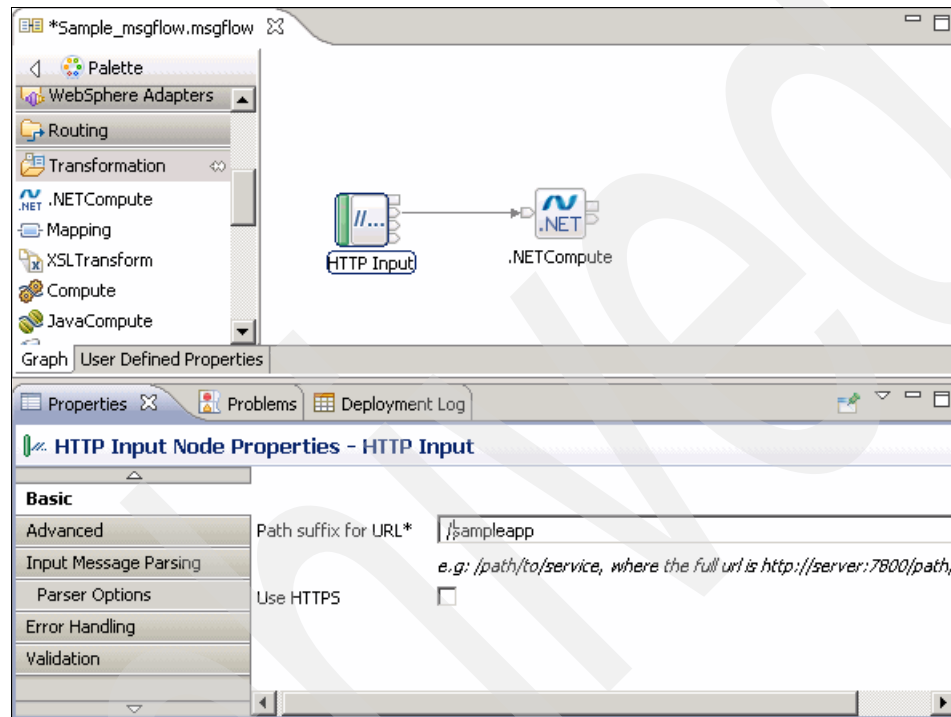 *Sample_msgflow.msgflow
Palette
WebSphere Adapters
Routing
Transformation
.NET .NETCompute
Mapping
XSLTransform
Compute
JavaCompute
//...
HTTP Input
.NET
.NETCompute
Graph User Defined Properties
Properties Problems Deployment Log
HTTP Input Node Properties - HTTP Input
Basic
Advanced
Input Message Parsing
Parser Options
Error Handling
Validation
Path suffix for URL* /sampleapp
e.g: /path/to/service, where the full url is http://server:7800/path,
Use HTTPS